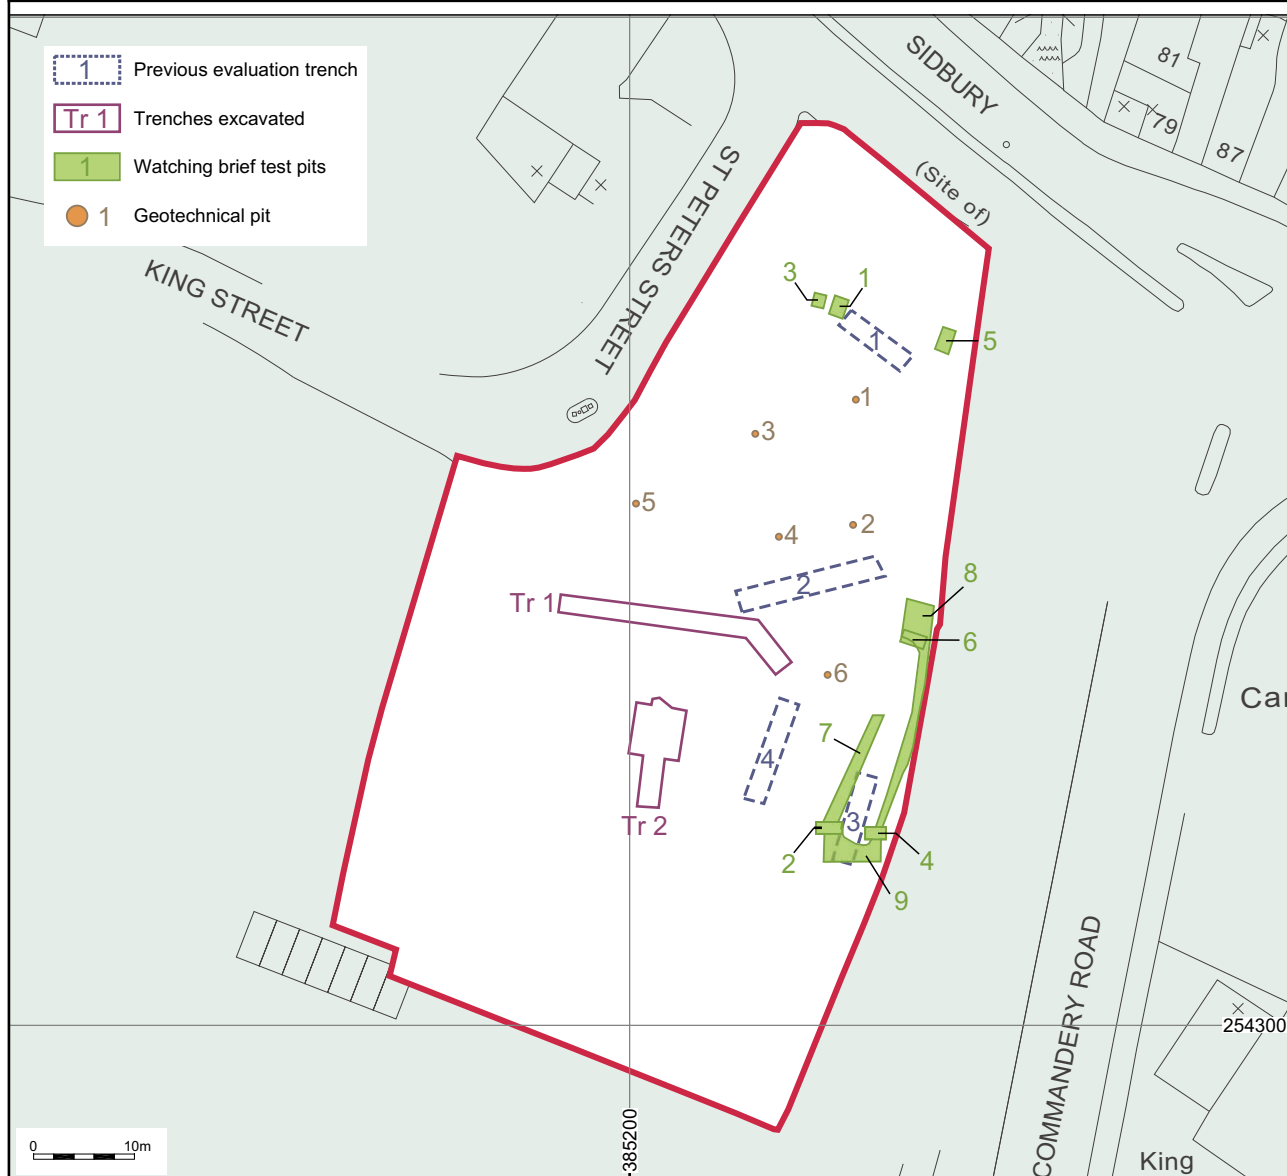 1 Previous evaluation trench
Tr 1 Trenches excavated
1 Watching brief test pits
1 Geotechnical pit
SIDBURY
81
79
87
(Site of)
ST PETERS STREET
KING STREET
3
1
1
5
1
3
5
2
4
2
8
Tr 1
6
6
7
4
3
Tr 2
2
4
9
Car
COMMANDERY ROAD
254300
385200
0 10m
King